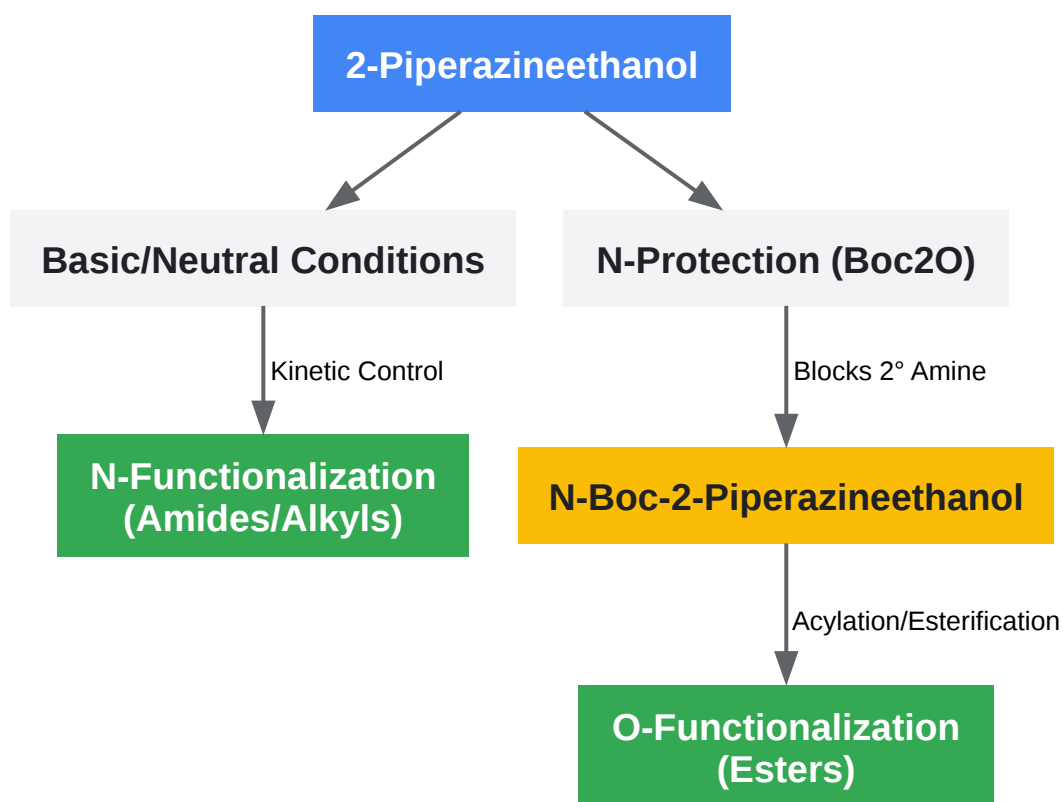 2-Piperazineethanol
Basic/Neutral Conditions
N-Protection (Boc2O)
Kinetic Control
Blocks 2° Amine
N-Functionalization
(Amides/Alkyls)
N-Boc-2-Piperazineethanol
Acylation/Esterification
O-Functionalization
(Esters)